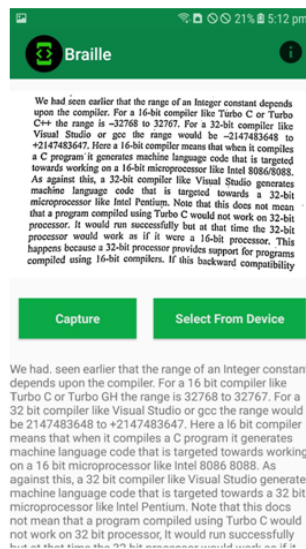 21% 5:12 pm
Braille
We had seen earlier that the range of an Integer constant depends
upon the compiler. For a 16-bit compiler like Turbo C or Turbo
C++ the range is –32768 to 32767. For a 32-bit compiler like
Visual Studio or gcc the range would be –2147483648 to
+2147483647. Here a 16-bit compiler means that when it compiles
a C program it generates machine language code that is targeted
towards working on a 16-bit microprocessor like Intel 8086/8088.
As against this, a 32-bit compiler like Visual Studio generates
machine language code that is targeted towards a 32-bit
microprocessor like Intel Pentium. Note that this does not mean
that a program compiled using Turbo C would not work on 32-bit
processor. It would run successfully but at that time the 32-bit
processor would work as if it were a 16-bit processor. This
happens because a 32-bit processor provides support for programs
compiled using 16-bit compilers. If this backward compatibility
Capture
Select From Device
We had. seen earlier that the range of an Integer constant
depends upon the compiler. For a 16 bit compiler like
Turbo C or Turbo GH the range is 32768 to 32767. For a
32 bit compiler like Visual Studio or gcc the range would
be 2147483648 to +2147483647. Here a l6 bit compiler
means that when it compiles a C program it generates
machine language code that is targeted towards working
on a 16 bit microprocessor like Intel 8086 8088. As
against this, a 32 bit compiler like Visual Studio generate
machine language code that is targeted towards a 32 bit
microprocessor like Intel Pentium. Note that this docs
not mean that a program compiled using Turbo C would
not work on 32 bit processor, It would run successfully
but at that time the 32 bit processor would work as if it